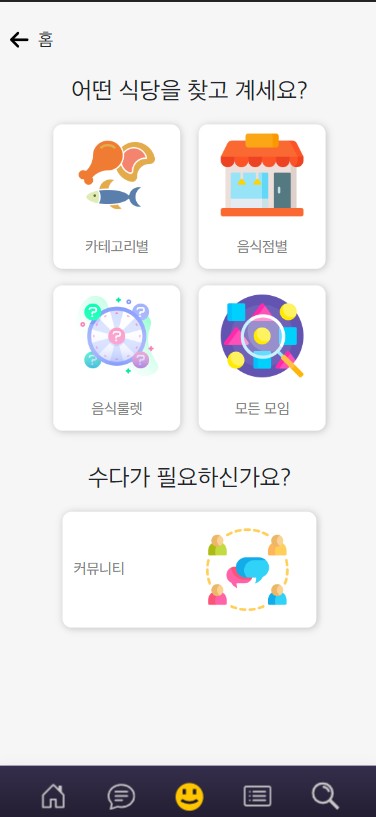 홈
어떤 식당을 찾고 계세요?
카테고리별
음식점별
음식룰렛
모든 모임
수다가 필요하신가요?
커뮤니티